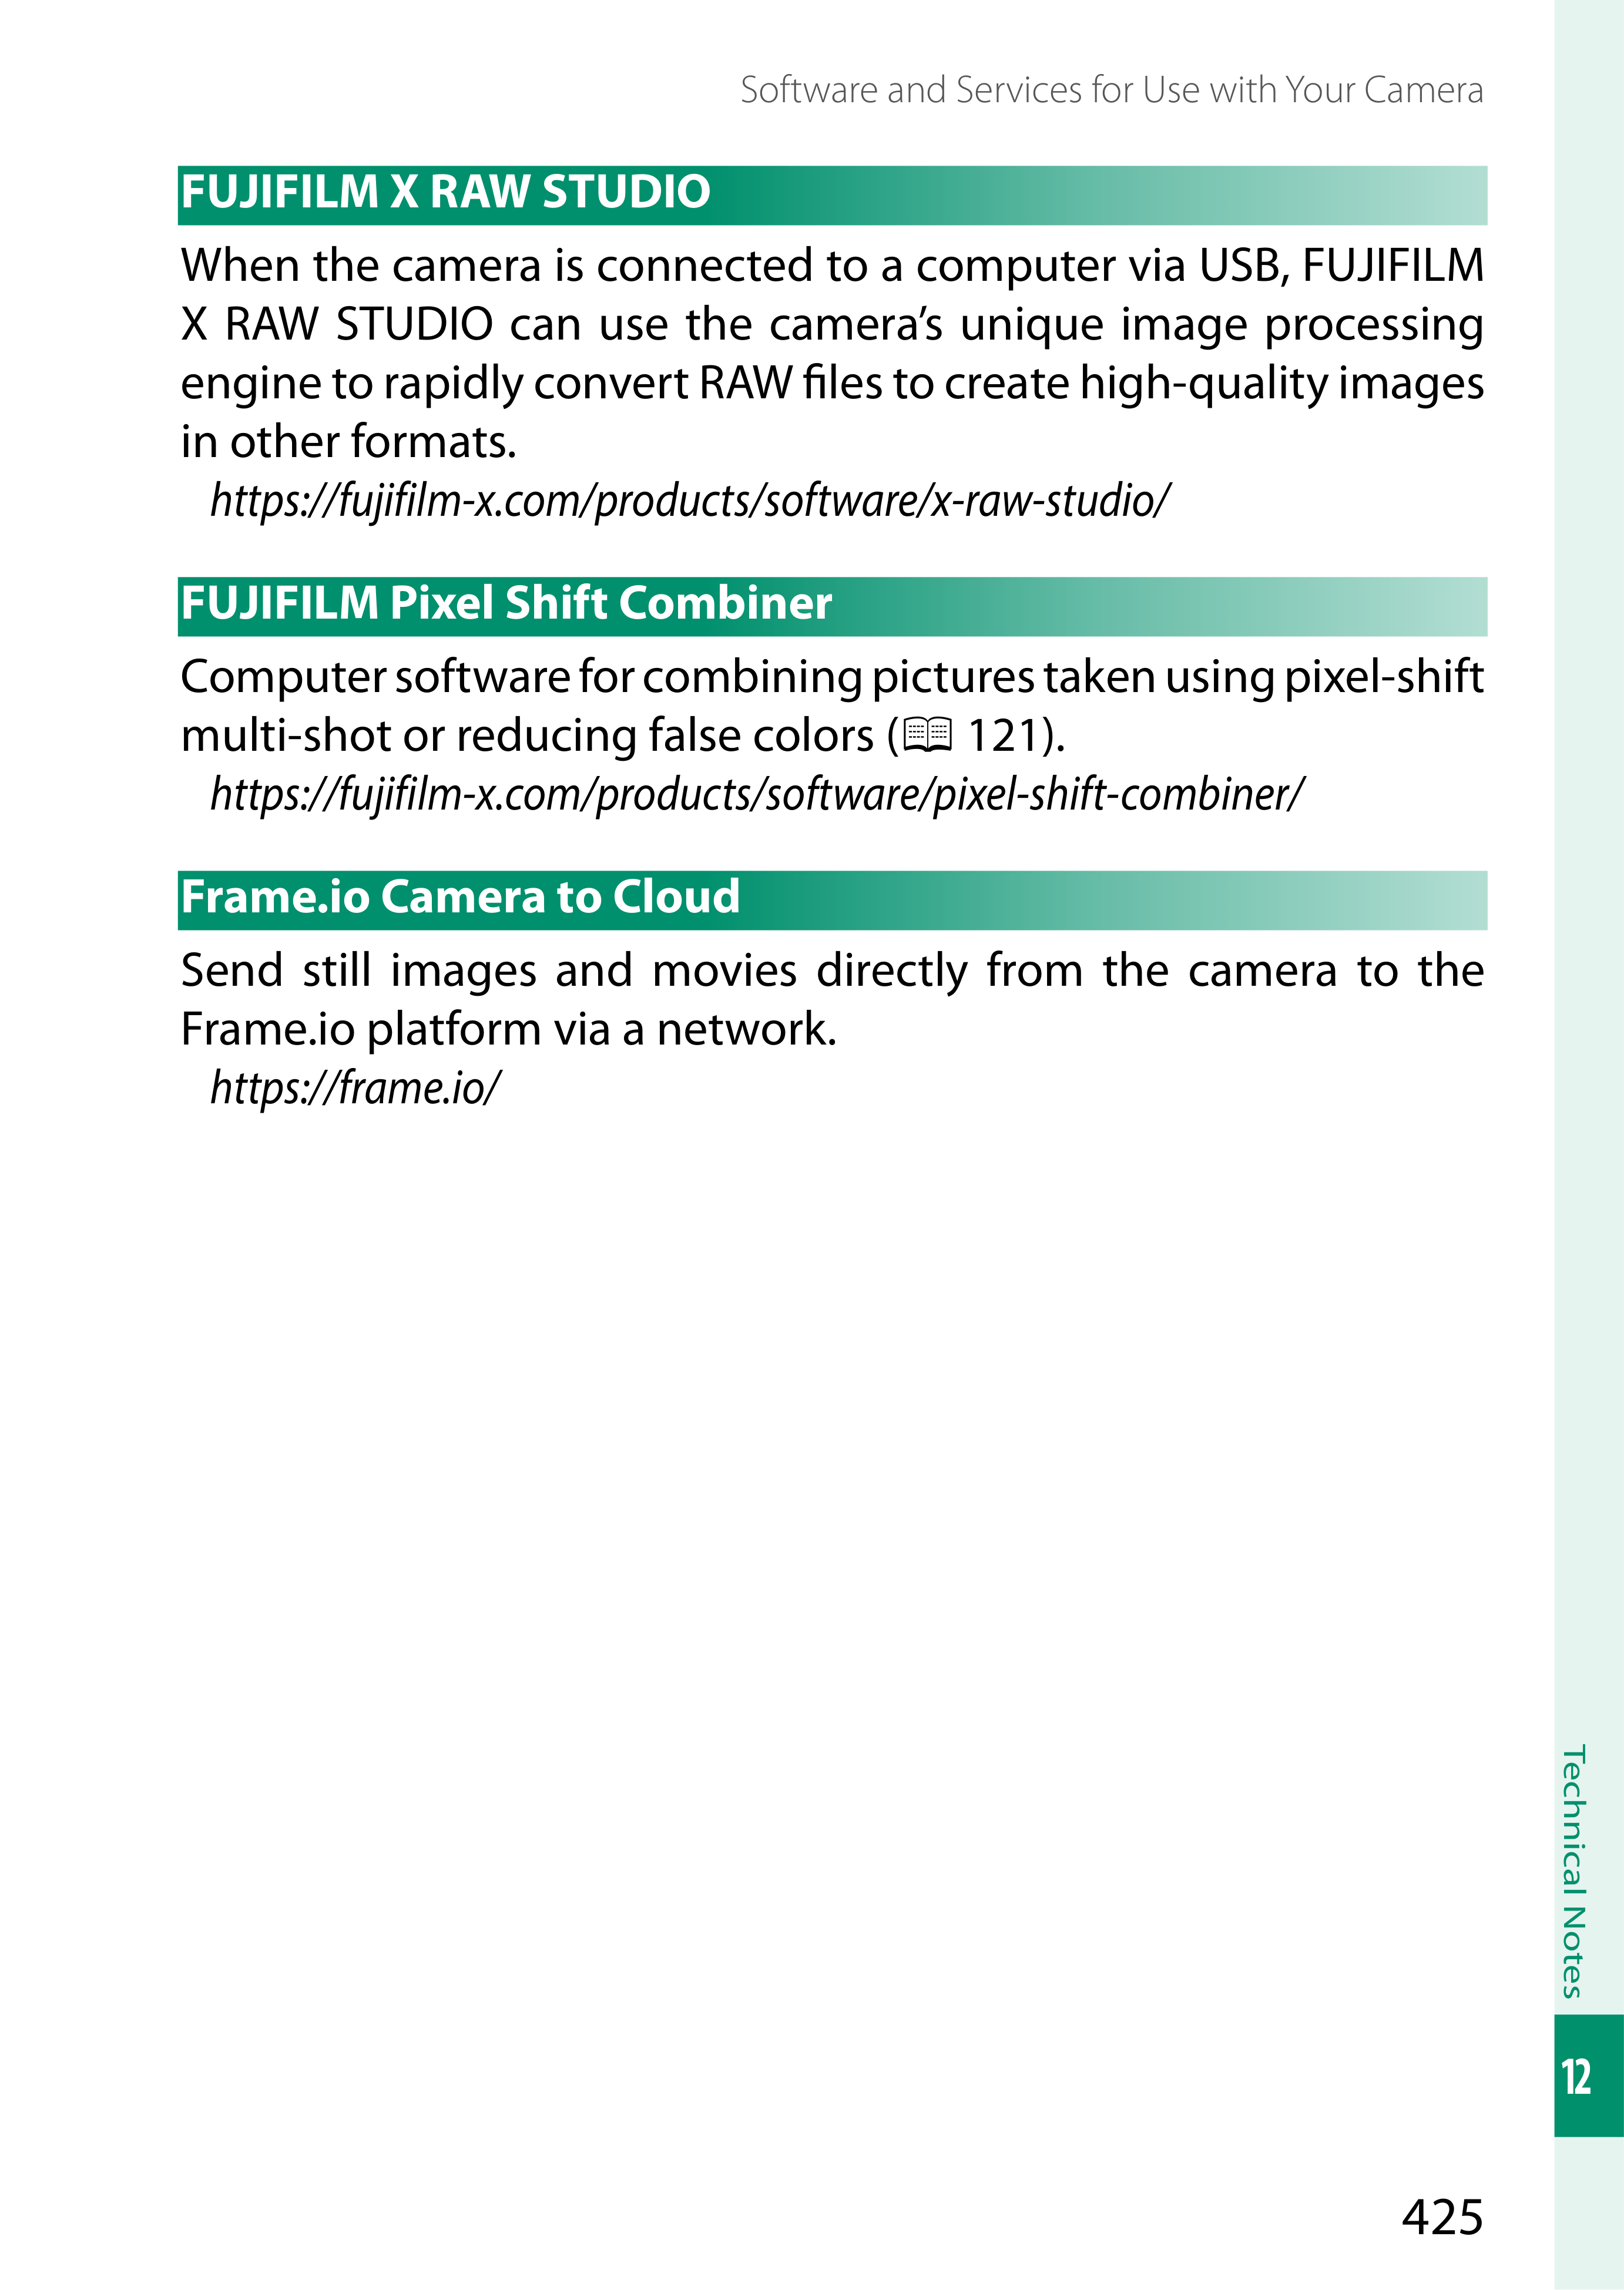 Software and Services for Use with Your Camera
FUJIFILM X RAW STUDIO
When the camera is connected to a computer via USB, FUJIFILM
X RAW STUDIO can use the camera’s unique image processing
engine to rapidly convert RAW files to create high-quality images
in other formats.
https://fujifilm-x.com/products/software/x-raw-studio/
FUJIFILM Pixel Shift Combiner
Computer software for combining pictures taken using pixel-shift
multi-shot or reducing false colors (📖 121).
https://fujifilm-x.com/products/software/pixel-shift-combiner/
Frame.io Camera to Cloud
Send still images and movies directly from the camera to the
Frame.io platform via a network.
https://frame.io/
Technical Notes
12
425